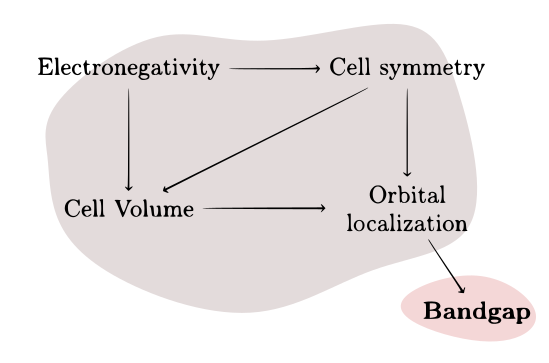 Electronegativity
Cell symmetry
Cell Volume
Orbital
localization
Bandgap